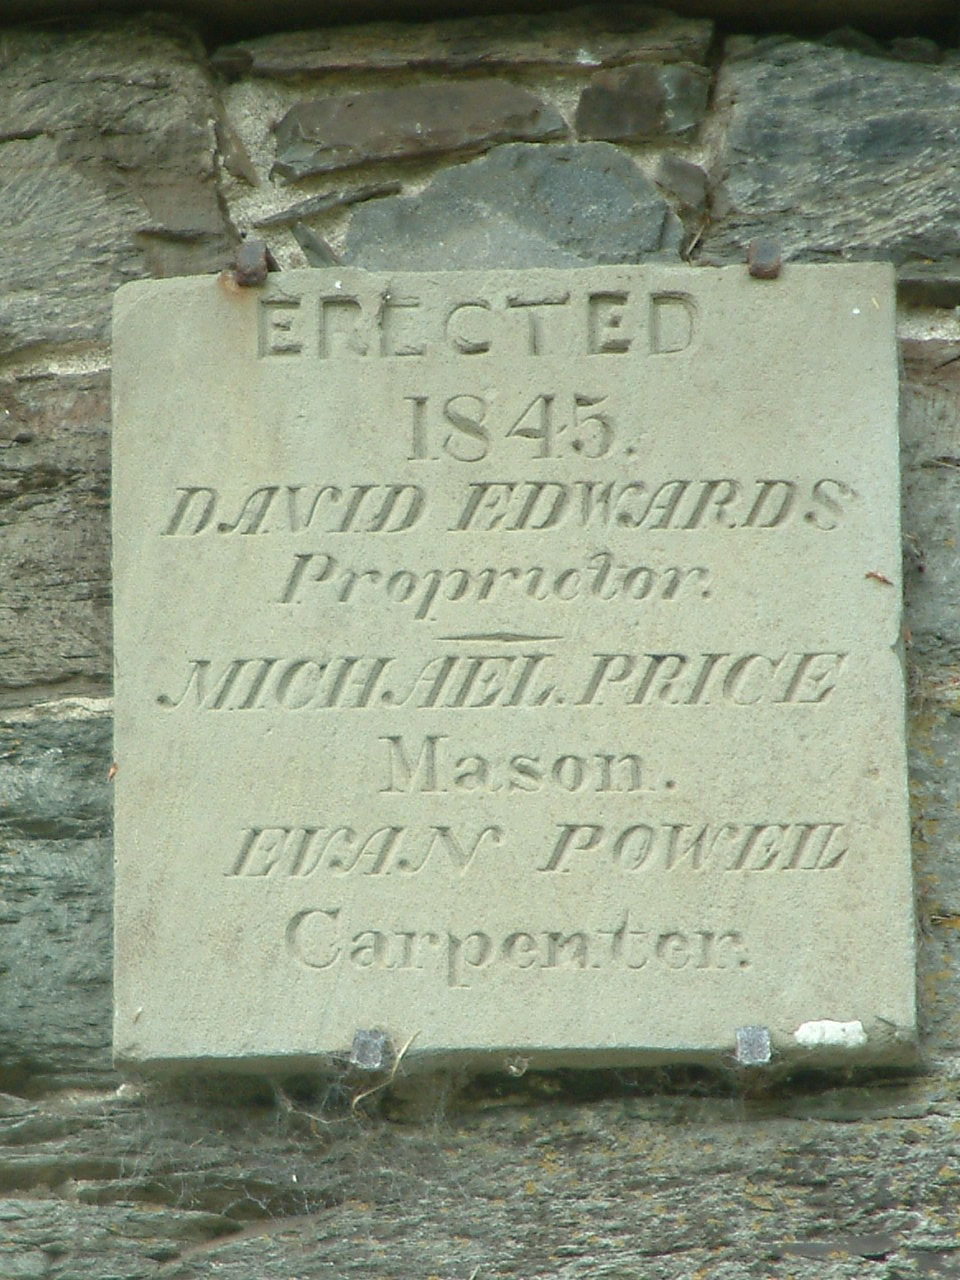 ERECTED
1845.
DAVID EDWARDS
Proprietor.
MICHAEL PRICE
Mason.
EVAN POWELL
Carpenter.